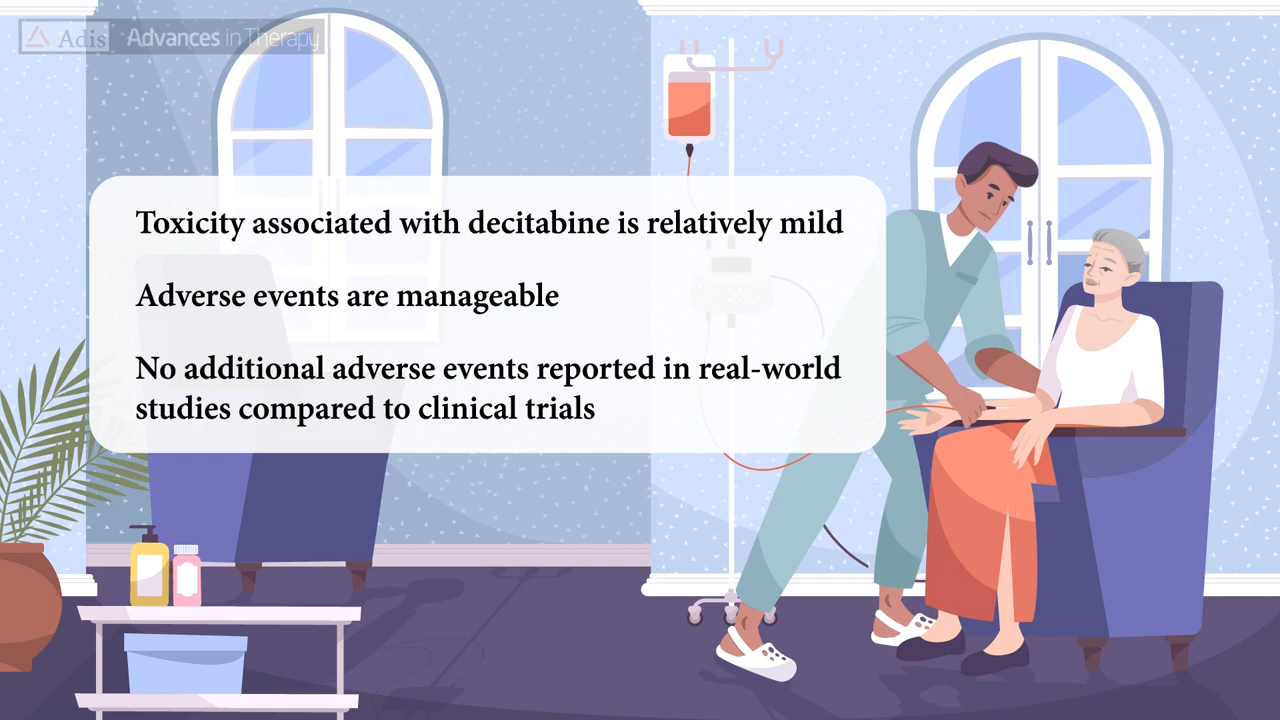 Adis Advances in Therapy
Toxicity associated with decitabine is relatively mild
Adverse events are manageable
No additional adverse events reported in real-world
studies compared to clinical trials